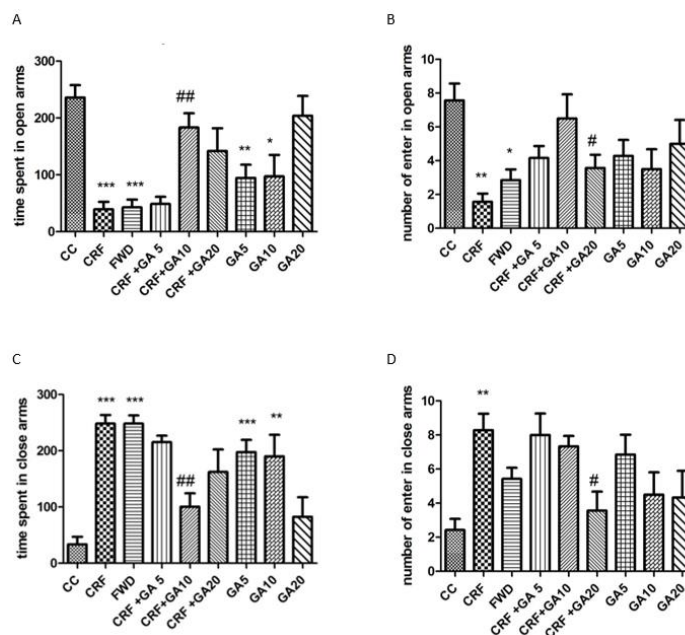 A
time spent in open arms
300
200
100
0
***
***
##
**
*
CC
CRF
FWD
CRF +GA 5
CRF+GA10
CRF +GA20
GA5
GA10
GA20
B
number of enter in open arms
10
8
6
4
2
0
**
*
#
CC
CRF
FWD
CRF +GA 5
CRF+GA10
CRF +GA20
GA5
GA10
GA20
C
time spent in close arms
300
200
100
0
***
***
##
***
**
CC
CRF
FWD
CRF +GA 5
CRF+GA10
CRF +GA20
GA5
GA10
GA20
D
number of enter in close arms
10
8
6
4
2
0
**
#
CC
CRF
FWD
CRF +GA 5
CRF+GA10
CRF +GA20
GA5
GA10
GA20